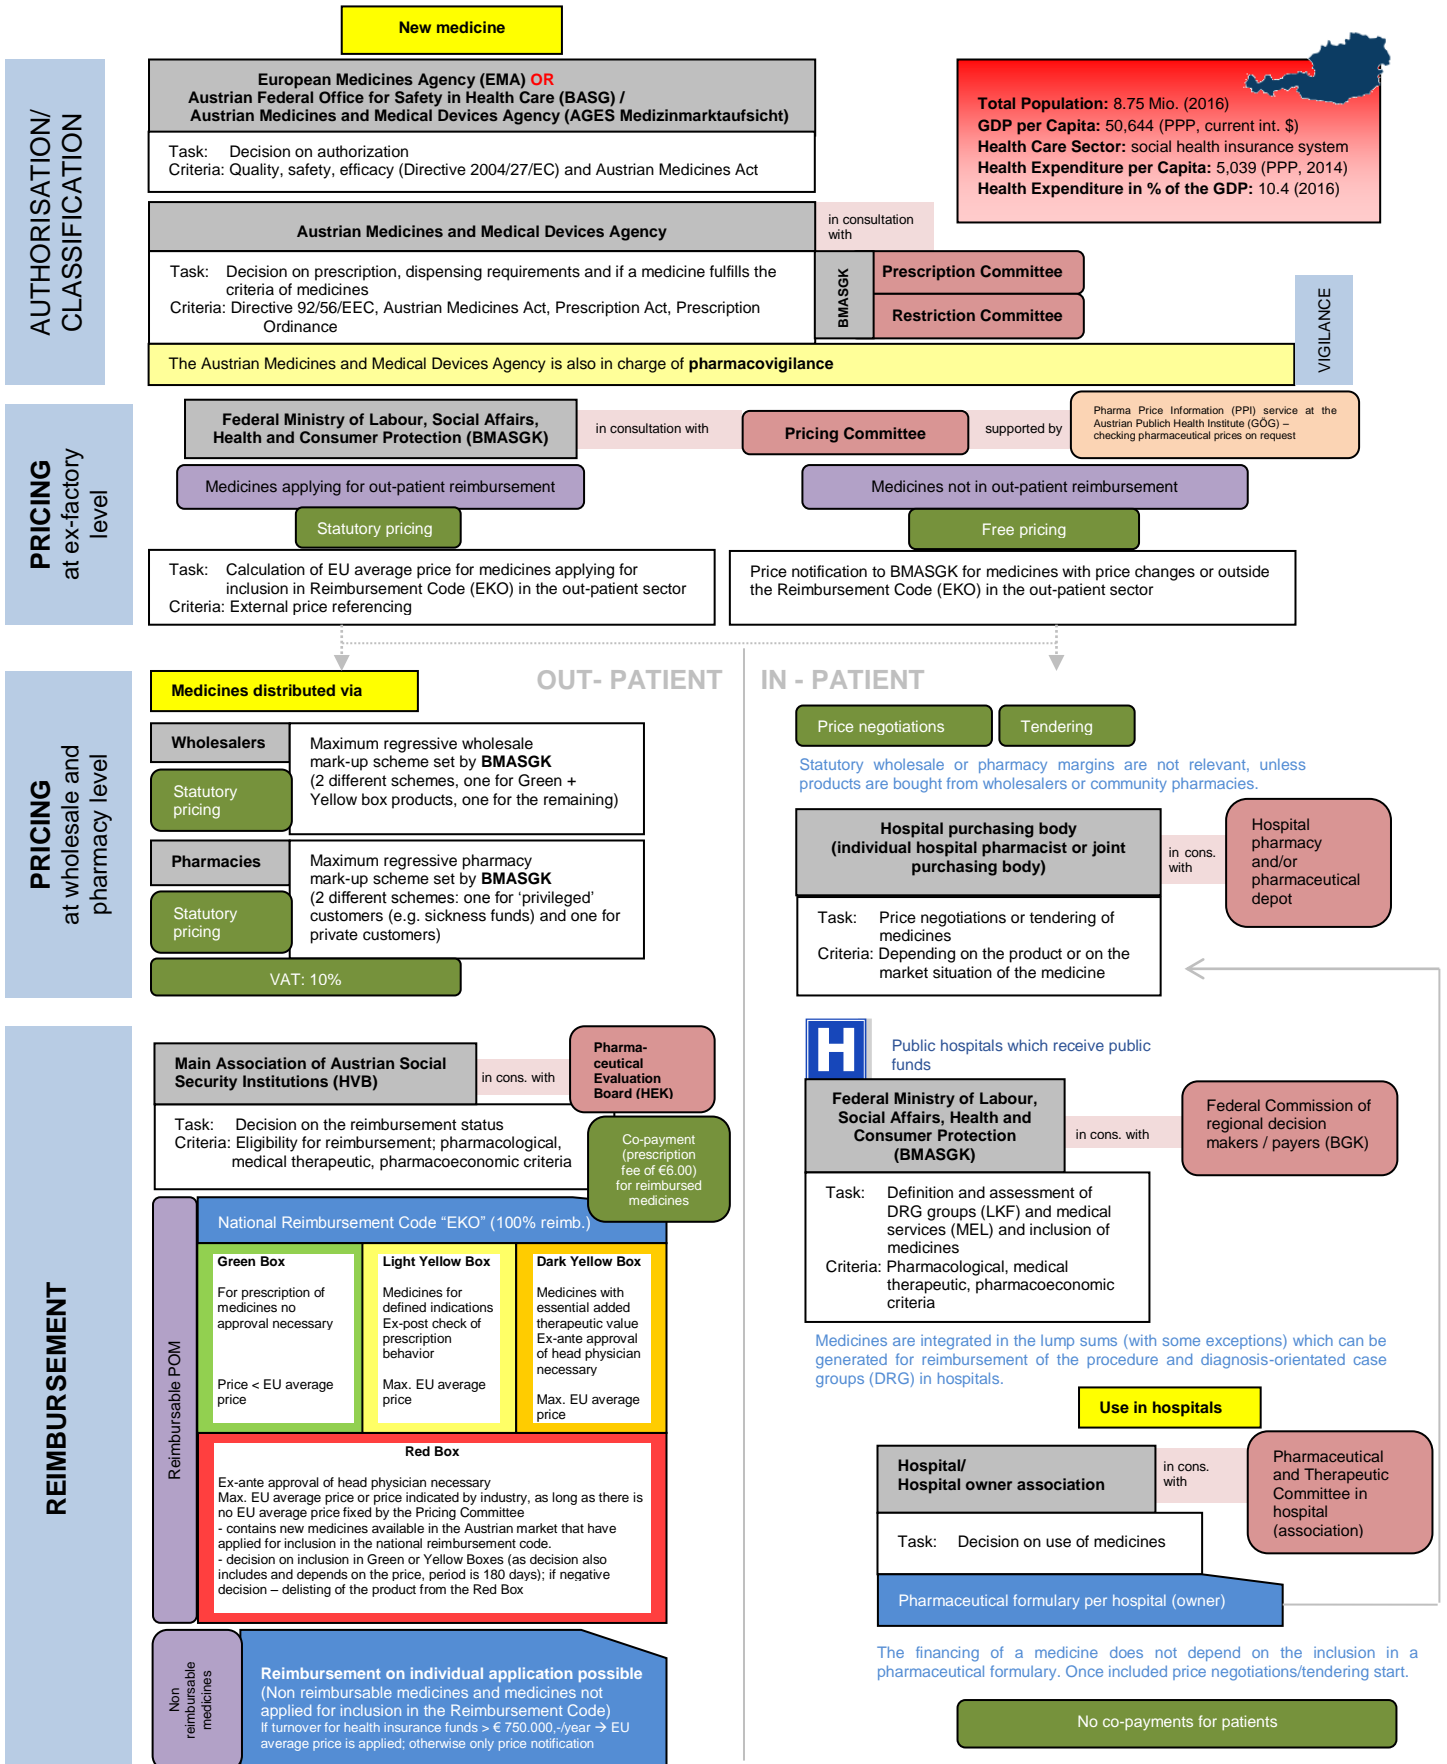 New medicine
AUTHORISATION/
CLASSIFICATION
European Medicines Agency (EMA) OR
Austrian Federal Office for Safety in Health Care (BASG) /
Austrian Medicines and Medical Devices Agency (AGES Medizinmarktaufsicht)
Task: Decision on authorization
Criteria: Quality, safety, efficacy (Directive 2004/27/EC) and Austrian Medicines Act
Total Population: 8.75 Mio. (2016)
GDP per Capita: 50,644 (PPP, current int. $)
Health Care Sector: social health insurance system
Health Expenditure per Capita: 5,039 (PPP, 2014)
Health Expenditure in % of the GDP: 10.4 (2016)
Austrian Medicines and Medical Devices Agency
in consultation
with
Task: Decision on prescription, dispensing requirements and if a medicine fulfills the
criteria of medicines
Criteria: Directive 92/56/EEC, Austrian Medicines Act, Prescription Act, Prescription
Ordinance
BMASGK
Prescription Committee
Restriction Committee
The Austrian Medicines and Medical Devices Agency is also in charge of pharmacovigilance
VIGILANCE
PRICING
at ex-factory
level
Federal Ministry of Labour, Social Affairs,
Health and Consumer Protection (BMASGK)
in consultation with
Pricing Committee
supported by
Pharma Price Information (PPI) service at the
Austrian Publich Health Institute (GÖG) –
checking pharmaceutical prices on request
Medicines applying for out-patient reimbursement
Medicines not in out-patient reimbursement
Statutory pricing
Free pricing
Task: Calculation of EU average price for medicines applying for
inclusion in Reimbursement Code (EKO) in the out-patient sector
Criteria: External price referencing
Price notification to BMASGK for medicines with price changes or outside
the Reimbursement Code (EKO) in the out-patient sector
OUT- PATIENT
IN - PATIENT
PRICING
at wholesale and
pharmacy level
Medicines distributed via
Wholesalers
Statutory
pricing
Maximum regressive wholesale
mark-up scheme set by BMASGK
(2 different schemes, one for Green +
Yellow box products, one for the remaining)
Pharmacies
Statutory
pricing
Maximum regressive pharmacy
mark-up scheme set by BMASGK
(2 different schemes: one for ‘privileged’
customers (e.g. sickness funds) and one for
private customers)
VAT: 10%
Price negotiations
Tendering
Statutory wholesale or pharmacy margins are not relevant, unless
products are bought from wholesalers or community pharmacies.
Hospital purchasing body
(individual hospital pharmacist or joint
purchasing body)
in cons.
with
Hospital
pharmacy
and/or
pharmaceutical
depot
Task: Price negotiations or tendering of
medicines
Criteria: Depending on the product or on the
market situation of the medicine
REIMBURSEMENT
Main Association of Austrian Social
Security Institutions (HVB)
in cons. with
Pharma-
ceutical
Evaluation
Board (HEK)
Task: Decision on the reimbursement status
Criteria: Eligibility for reimbursement; pharmacological,
medical therapeutic, pharmacoeconomic criteria
Co-payment
(prescription
fee of €6.00)
for reimbursed
medicines
Reimbursable POM
National Reimbursement Code “EKO” (100% reimb.)
Green Box
For prescription of
medicines no
approval necessary
Price < EU average
price
Light Yellow Box
Medicines for
defined indications
Ex-post check of
prescription
behavior
Max. EU average
price
Dark Yellow Box
Medicines with
essential added
therapeutic value
Ex-ante approval
of head physician
necessary
Max. EU average
price
Red Box
Ex-ante approval of head physician necessary
Max. EU average price or price indicated by industry, as long as there is
no EU average price fixed by the Pricing Committee
- contains new medicines available in the Austrian market that have
applied for inclusion in the national reimbursement code.
- decision on inclusion in Green or Yellow Boxes (as decision also
includes and depends on the price, period is 180 days); if negative
decision – delisting of the product from the Red Box
Non
reimbursable
medicines
Reimbursement on individual application possible
(Non reimbursable medicines and medicines not
applied for inclusion in the Reimbursement Code)
If turnover for health insurance funds > € 750.000,-/year → EU
average price is applied; otherwise only price notification
H
Public hospitals which receive public
funds
Federal Ministry of Labour,
Social Affairs, Health and
Consumer Protection
(BMASGK)
in cons. with
Federal Commission of
regional decision
makers / payers (BGK)
Task: Definition and assessment of
DRG groups (LKF) and medical
services (MEL) and inclusion of
medicines
Criteria: Pharmacological, medical
therapeutic, pharmacoeconomic
criteria
Medicines are integrated in the lump sums (with some exceptions) which can be
generated for reimbursement of the procedure and diagnosis-orientated case
groups (DRG) in hospitals.
Use in hospitals
Hospital/
Hospital owner association
in cons.
with
Pharmaceutical
and Therapeutic
Committee in
hospital
(association)
Task: Decision on use of medicines
Pharmaceutical formulary per hospital (owner)
The financing of a medicine does not depend on the inclusion in a
pharmaceutical formulary. Once included price negotiations/tendering start.
No co-payments for patients